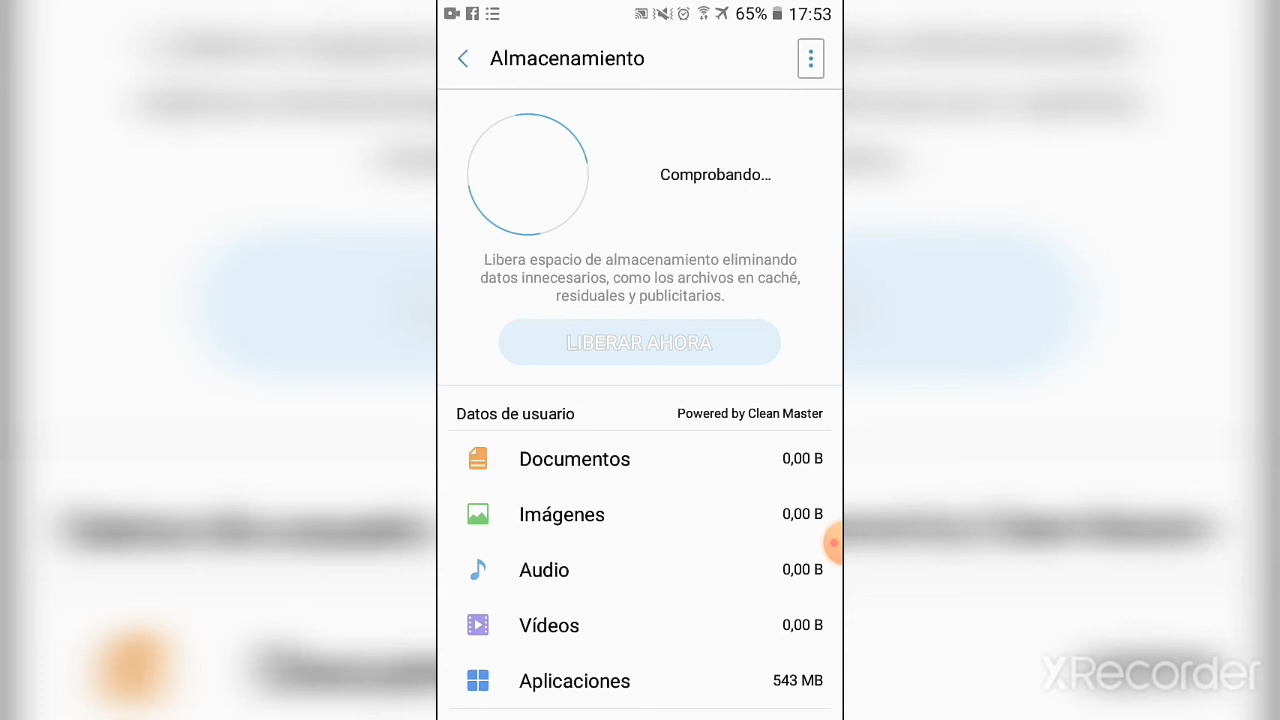 65% 17:53
Almacenamiento
Comprobando...
Libera espacio de almacenamiento eliminando
datos innecesarios, como los archivos en caché,
residuales y publicitarios.
LIBERAR AHORA
Datos de usuario Powered by Clean Master
Documentos 0,00 B
Imágenes 0,00 B
Audio 0,00 B
Vídeos 0,00 B
Aplicaciones 543 MB
XRecorder